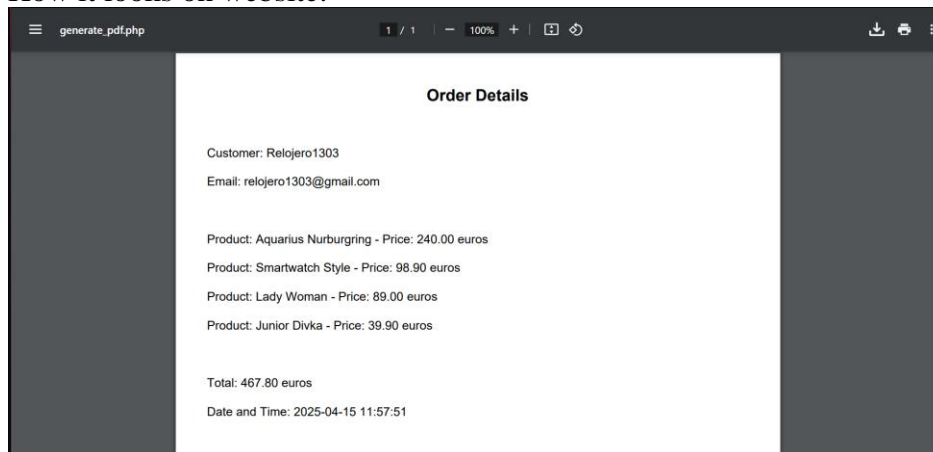 How it looks on website:
generate_pdf.php 1 / 1 100%
Order Details
Customer: Relojero1303
Email: relojero1303@gmail.com
Product: Aquarius Nurburgring - Price: 240.00 euros
Product: Smartwatch Style - Price: 98.90 euros
Product: Lady Woman - Price: 89.00 euros
Product: Junior Divka - Price: 39.90 euros
Total: 467.80 euros
Date and Time: 2025-04-15 11:57:51